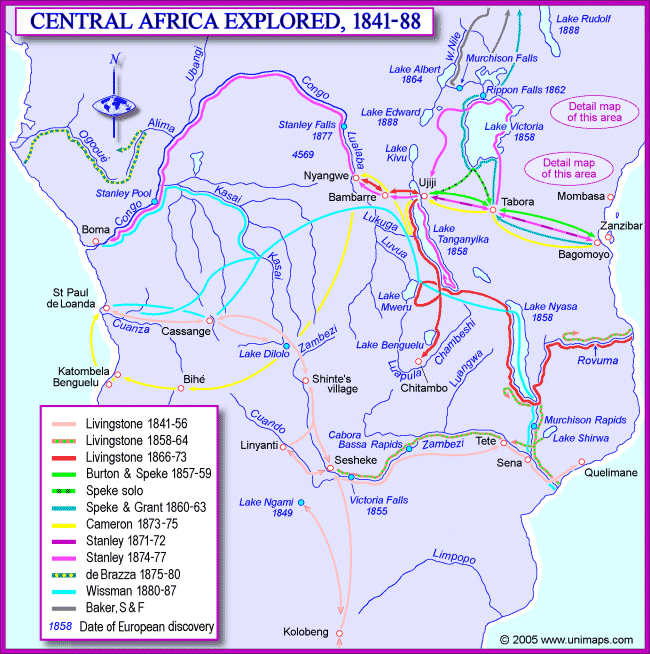 CENTRAL AFRICA EXPLORED, 1841-88
N
Ubangi
Congo
W.Nile
Lake Rudolf
1888
Murchison Falls
Lake Albert
1864
Rippon Falls 1862
Lake Edward
1888
Lake Victoria
1858
Detail map
of this area
Detail map
of this area
Ogooué
Alima
Stanley Falls
1877
4569
Lualaba
Lake
Kivu
Nyangwe
Bambarre
Ujiji
Tabora
Mombasa
Zanzibar
Bagomoyo
Stanley Pool
Congo
Boma
Kasai
Kasai
Lukuga
Luvua
Lake
Tanganyika
1858
St Paul
de Loanda
Cuanza
Cassange
Lake
Mweru
Lake Nyasa
1858
Lake Dilolo
Zambezi
Lake Benguelu
Chambeshi
Luapula
Chitambo
Luangwa
Rovuma
Katombela
Benguelu
Bihé
Shinte's
village
Murchison Rapids
Lake Shirwa
Cuando
Linyanti
Sesheke
Cabora
Bassa Rapids
Zambezi
Tete
Sena
Quelimane
Victoria Falls
1855
Lake Ngami
1849
Limpopo
Kolobeng
Livingstone 1841-56
Livingstone 1858-64
Livingstone 1866-73
Burton & Speke 1857-59
Speke solo
Speke & Grant 1860-63
Cameron 1873-75
Stanley 1871-72
Stanley 1874-77
de Brazza 1875-80
Wissman 1880-87
Baker, S & F
1858 Date of European discovery
© 2005 www.unimaps.com